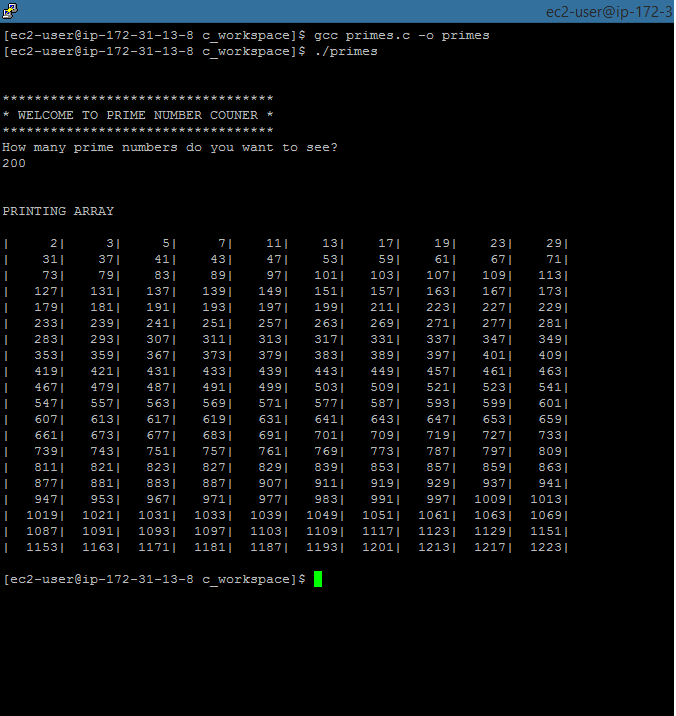 ec2-user@ip-172-3
[ec2-user@ip-172-31-13-8 c_workspace]$ gcc primes.c -o primes
[ec2-user@ip-172-31-13-8 c_workspace]$ ./primes
**********************************
* WELCOME TO PRIME NUMBER COUNER *
**********************************
How many prime numbers do you want to see?
200
PRINTING ARRAY
|     2|     3|     5|     7|    11|    13|    17|    19|    23|    29|
|    31|    37|    41|    43|    47|    53|    59|    61|    67|    71|
|    73|    79|    83|    89|    97|   101|   103|   107|   109|   113|
|   127|   131|   137|   139|   149|   151|   157|   163|   167|   173|
|   179|   181|   191|   193|   197|   199|   211|   223|   227|   229|
|   233|   239|   241|   251|   257|   263|   269|   271|   277|   281|
|   283|   293|   307|   311|   313|   317|   331|   337|   347|   349|
|   353|   359|   367|   373|   379|   383|   389|   397|   401|   409|
|   419|   421|   431|   433|   439|   443|   449|   457|   461|   463|
|   467|   479|   487|   491|   499|   503|   509|   521|   523|   541|
|   547|   557|   563|   569|   571|   577|   587|   593|   599|   601|
|   607|   613|   617|   619|   631|   641|   643|   647|   653|   659|
|   661|   673|   677|   683|   691|   701|   709|   719|   727|   733|
|   739|   743|   751|   757|   761|   769|   773|   787|   797|   809|
|   811|   821|   823|   827|   829|   839|   853|   857|   859|   863|
|   877|   881|   883|   887|   907|   911|   919|   929|   937|   941|
|   947|   953|   967|   971|   977|   983|   991|   997|  1009|  1013|
|  1019|  1021|  1031|  1033|  1039|  1049|  1051|  1061|  1063|  1069|
|  1087|  1091|  1093|  1097|  1103|  1109|  1117|  1123|  1129|  1151|
|  1153|  1163|  1171|  1181|  1187|  1193|  1201|  1213|  1217|  1223|
[ec2-user@ip-172-31-13-8 c_workspace]$